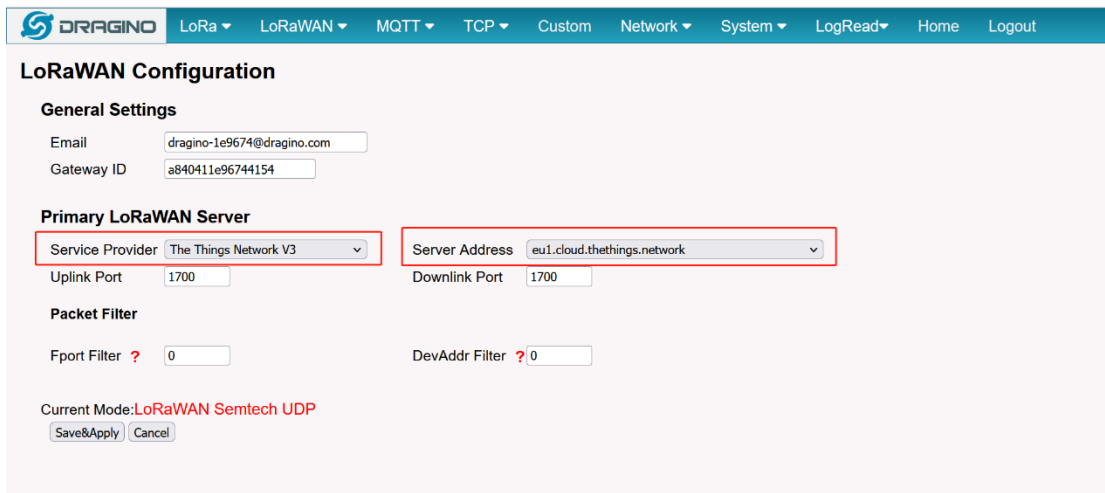 DRAGINO LoRa LoRaWAN MQTT TCP Custom Network System LogRead Home Logout
LoRaWAN Configuration
General Settings
Email dragino-1e9674@dragino.com
Gateway ID a840411e96744154
Primary LoRaWAN Server
Service Provider The Things Network V3 Server Address eu1.cloud.thethings.network
Uplink Port 1700 Downlink Port 1700
Packet Filter
Fport Filter ? 0 DevAddr Filter ? 0
Current Mode:LoRaWAN Semtech UDP
Save&Apply Cancel